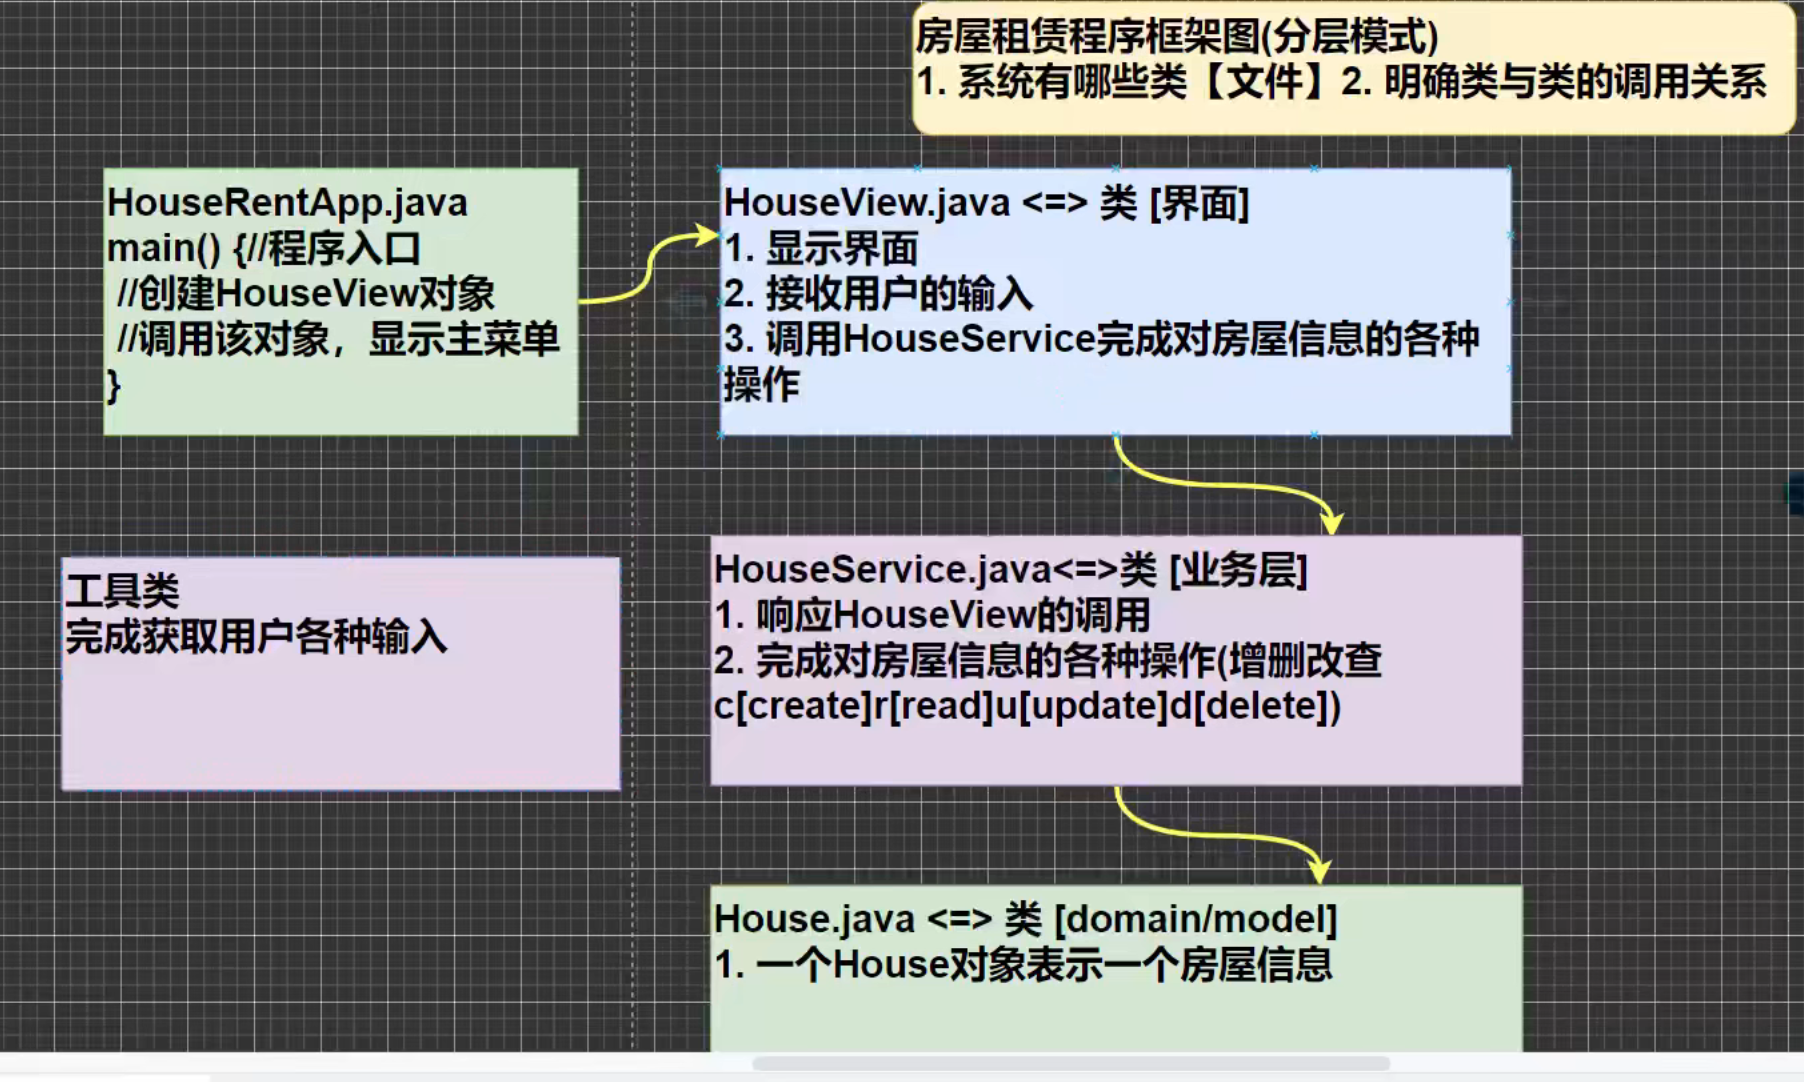 房屋租赁程序框架图(分层模式)
1. 系统有哪些类【文件】2. 明确类与类的调用关系
HouseRentApp.java
main() {//程序入口
//创建HouseView对象
//调用该对象，显示主菜单
}
HouseView.java <=> 类 [界面]
1. 显示界面
2. 接收用户的输入
3. 调用HouseService完成对房屋信息的各种
操作
工具类
完成获取用户各种输入
HouseService.java<=>类 [业务层]
1. 响应HouseView的调用
2. 完成对房屋信息的各种操作(增删改查
c[create]r[read]u[update]d[delete])
House.java <=> 类 [domain/model]
1. 一个House对象表示一个房屋信息